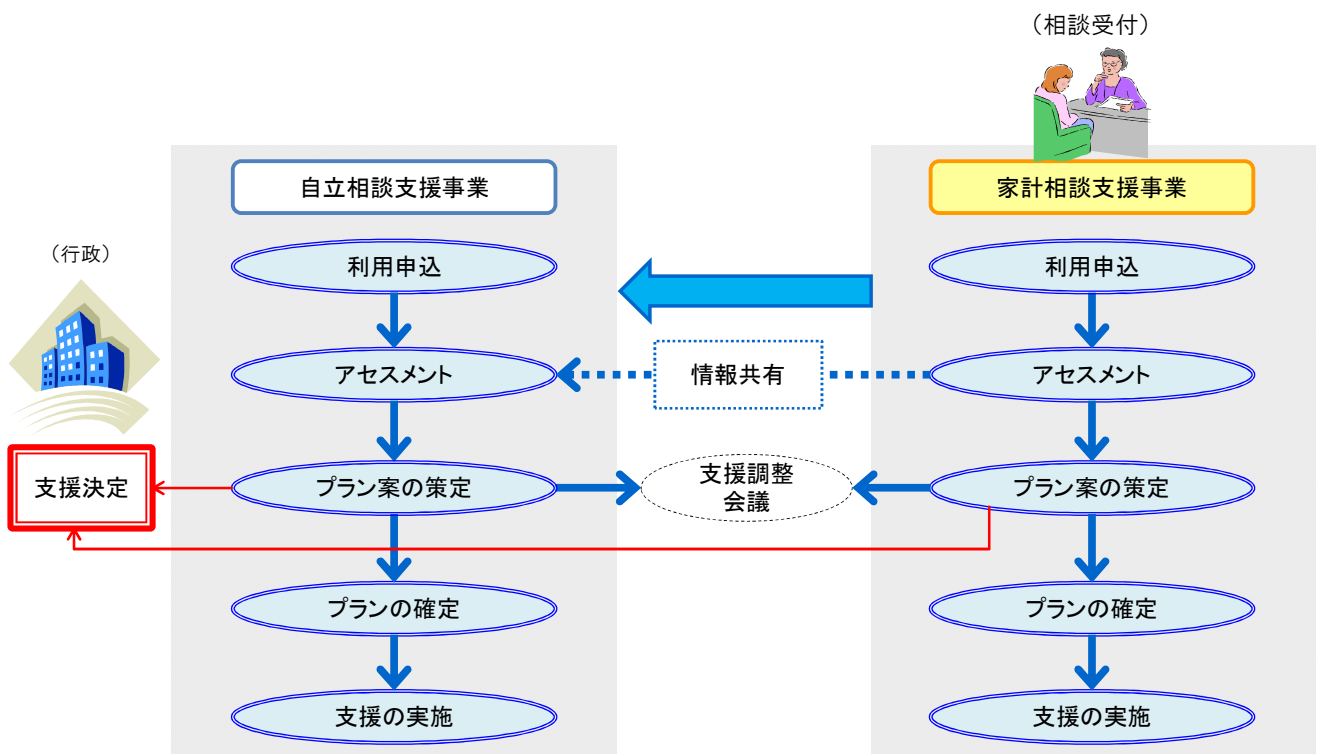 （相談受付）
自立相談支援事業
家計相談支援事業
（行政）
利用申込
利用申込
アセスメント
情報共有
アセスメント
支援決定
プラン案の策定
支援調整
会議
プラン案の策定
プランの確定
プランの確定
支援の実施
支援の実施